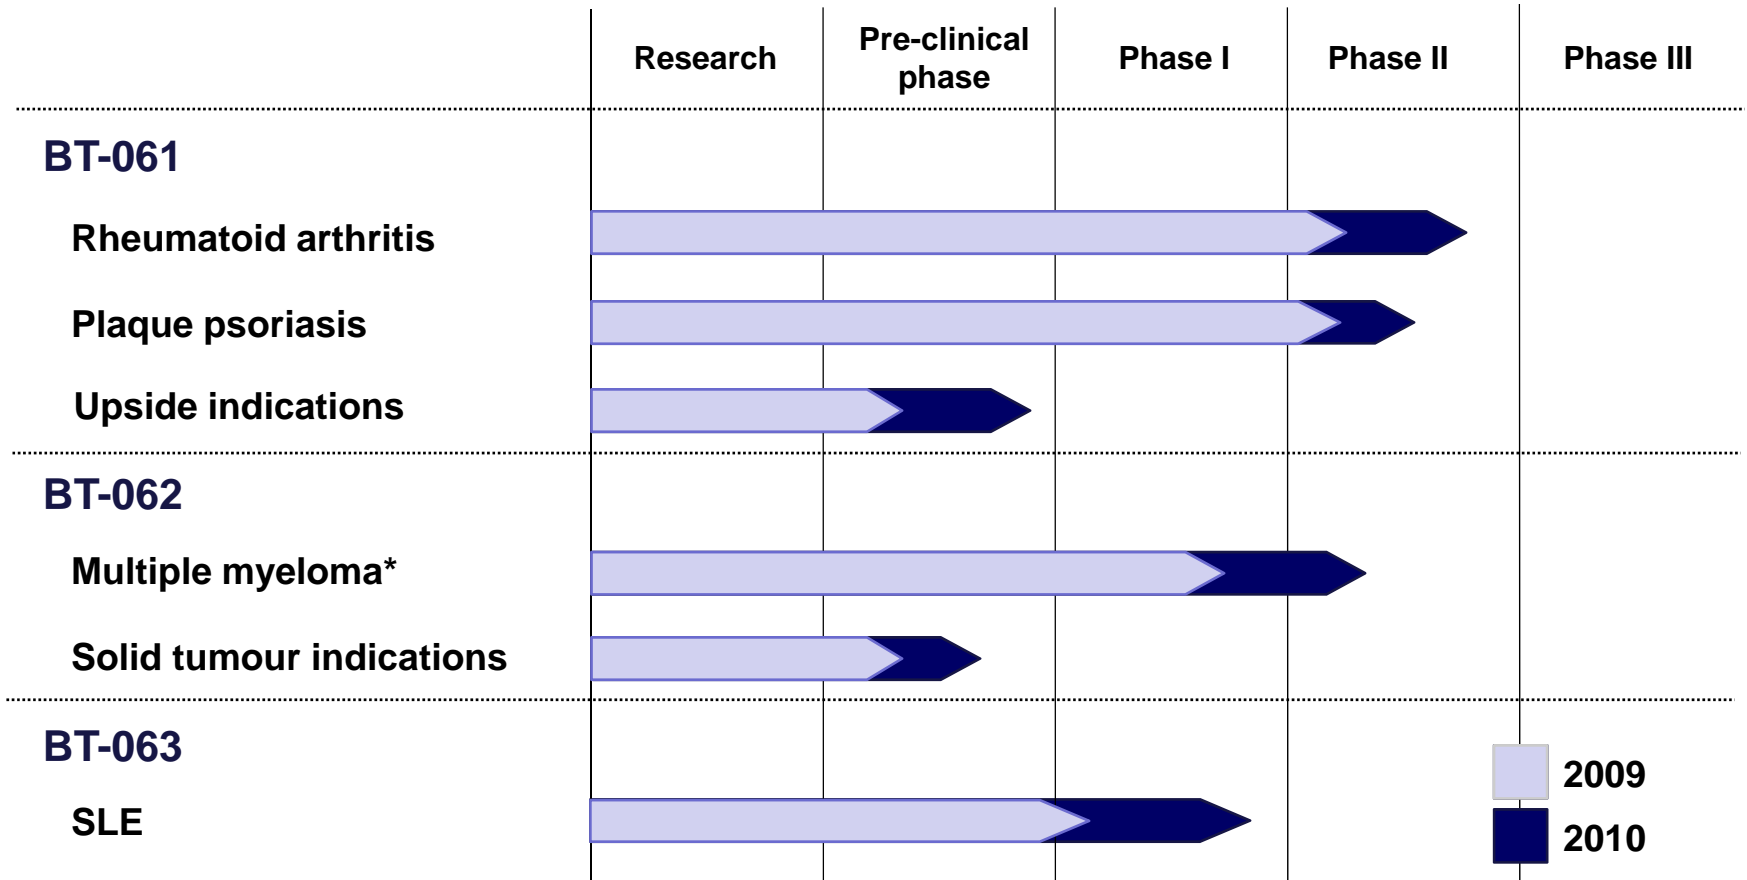 Research
Pre-clinical
phase
Phase I
Phase II
Phase III
BT-061
Rheumatoid arthritis
Plaque psoriasis
Upside indications
BT-062
Multiple myeloma*
Solid tumour indications
BT-063
SLE
2009
2010